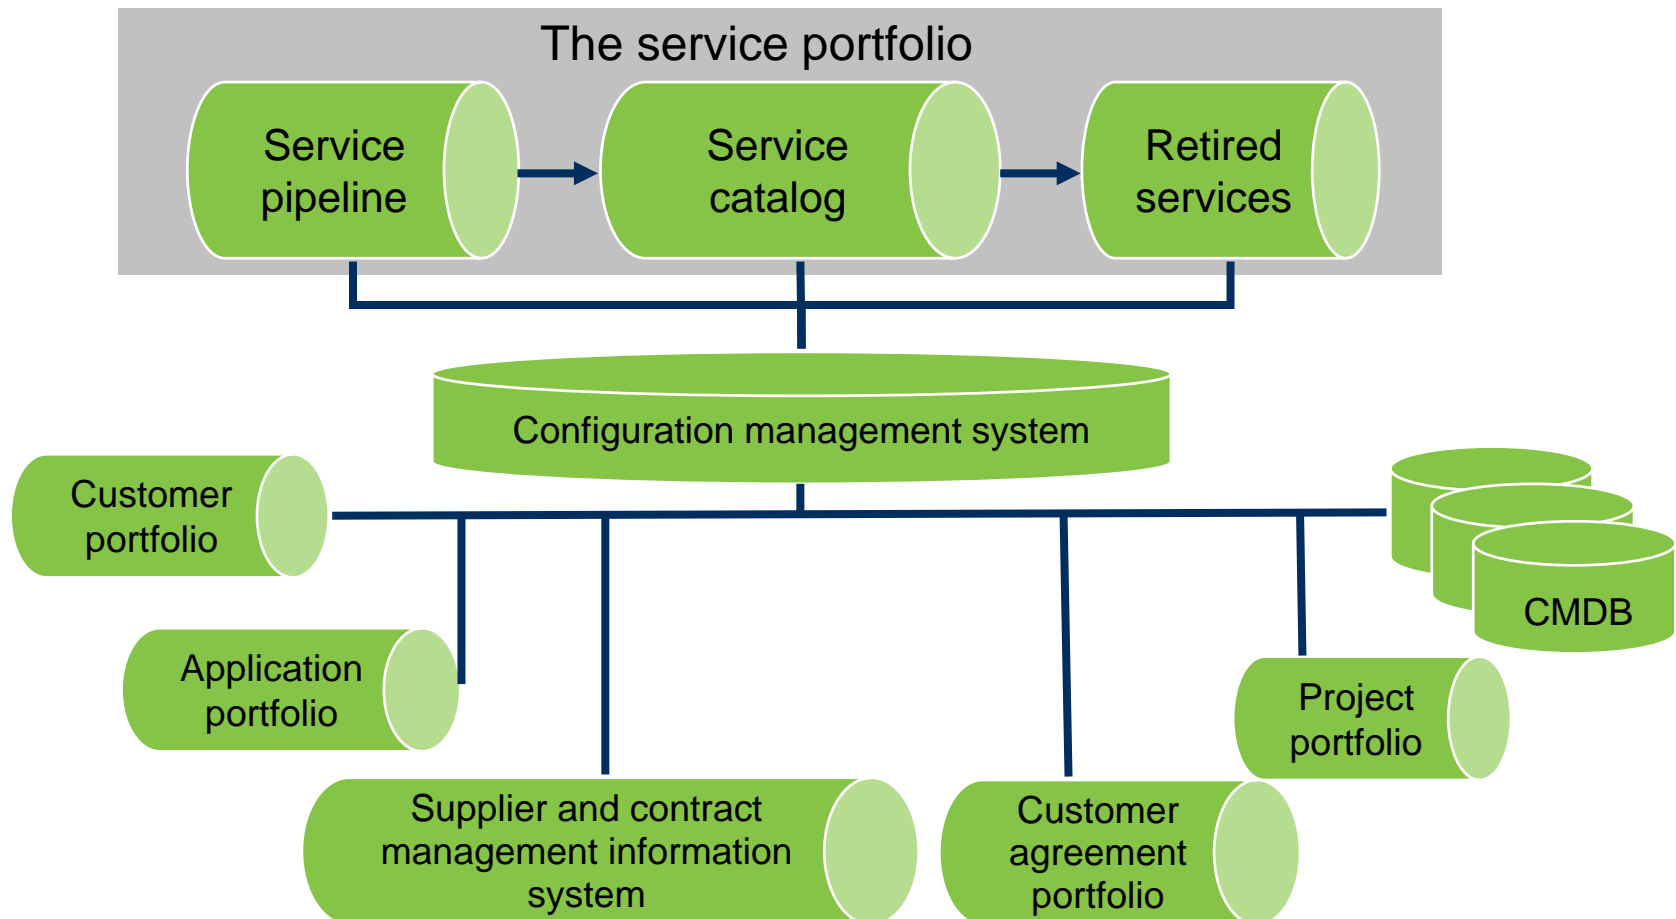 The service portfolio
Service
pipeline
Service
catalog
Retired
services
Configuration management system
Customer
portfolio
CMDB
Application
portfolio
Project
portfolio
Supplier and contract
management information
system
Customer
agreement
portfolio